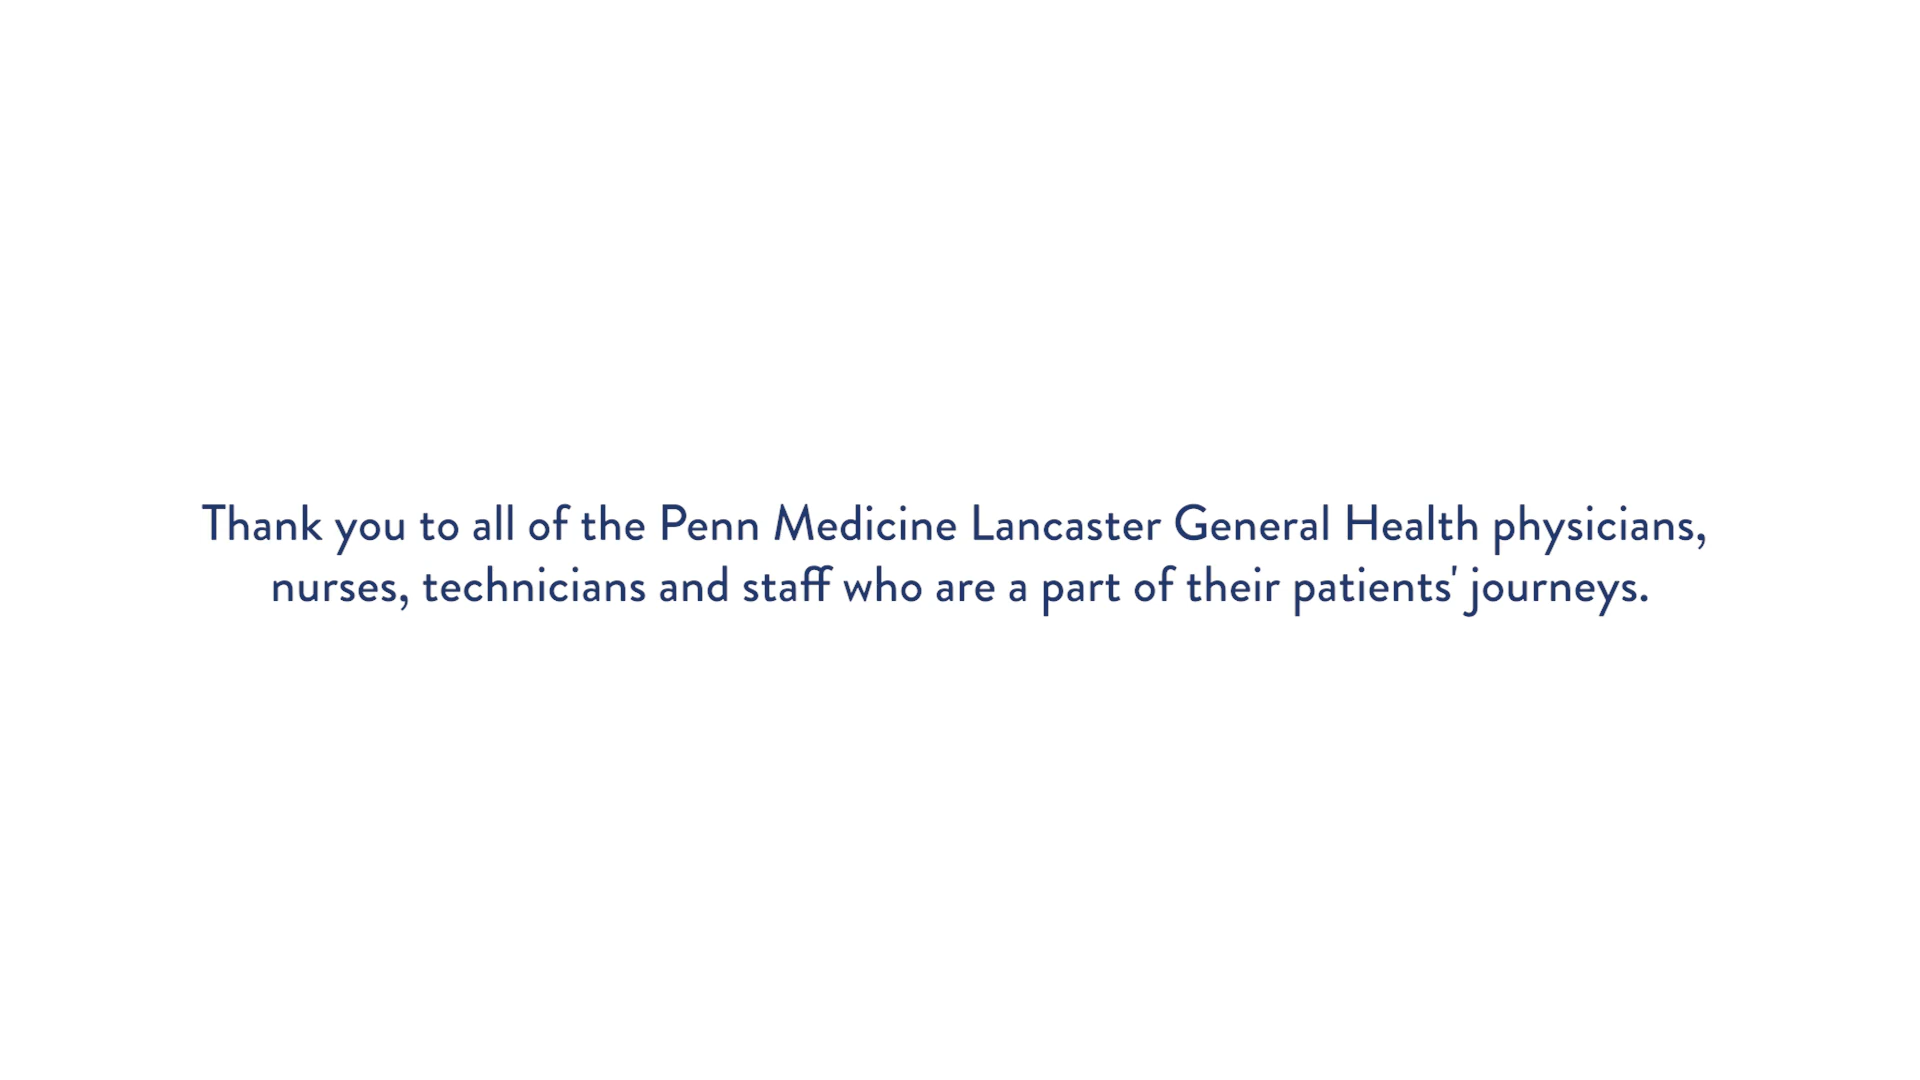 Thank you to all of the Penn Medicine Lancaster General Health physicians,
nurses, technicians and staff who are a part of their patients' journeys.